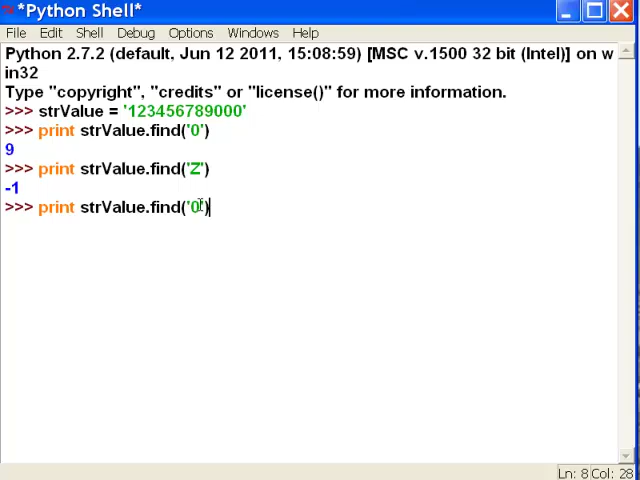 *Python Shell*
File Edit Shell Debug Options Windows Help
Python 2.7.2 (default, Jun 12 2011, 15:08:59) [MSC v.1500 32 bit (Intel)] on w
in32
Type "copyright", "credits" or "license()" for more information.
>>> strValue = '123456789000'
>>> print strValue.find('0')
9
>>> print strValue.find('Z')
-1
>>> print strValue.find('0')
Ln: 8 Col: 28